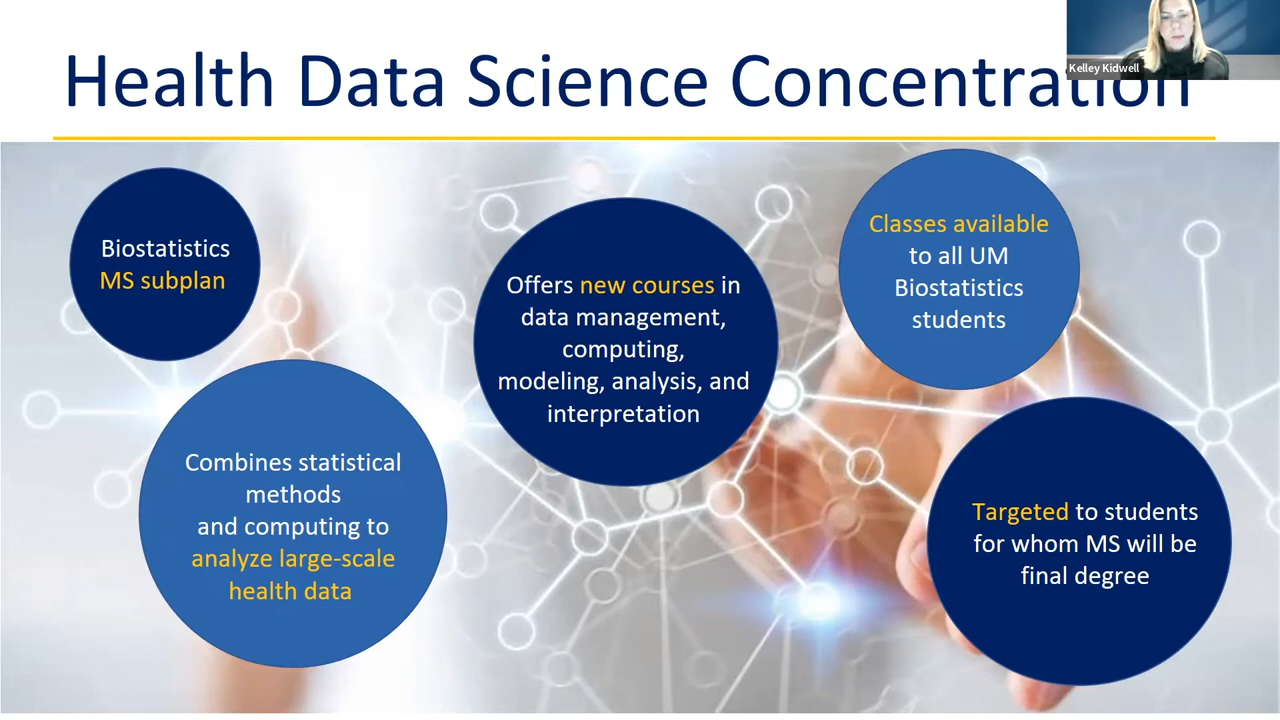 Health Data Science Concentration
Kelley Kidwell
Biostatistics
MS subplan
Combines statistical
methods
and computing to
analyze large-scale
health data
Offers new courses in
data management,
computing,
modeling, analysis, and
interpretation
Classes available
to all UM
Biostatistics
students
Targeted to students
for whom MS will be
final degree